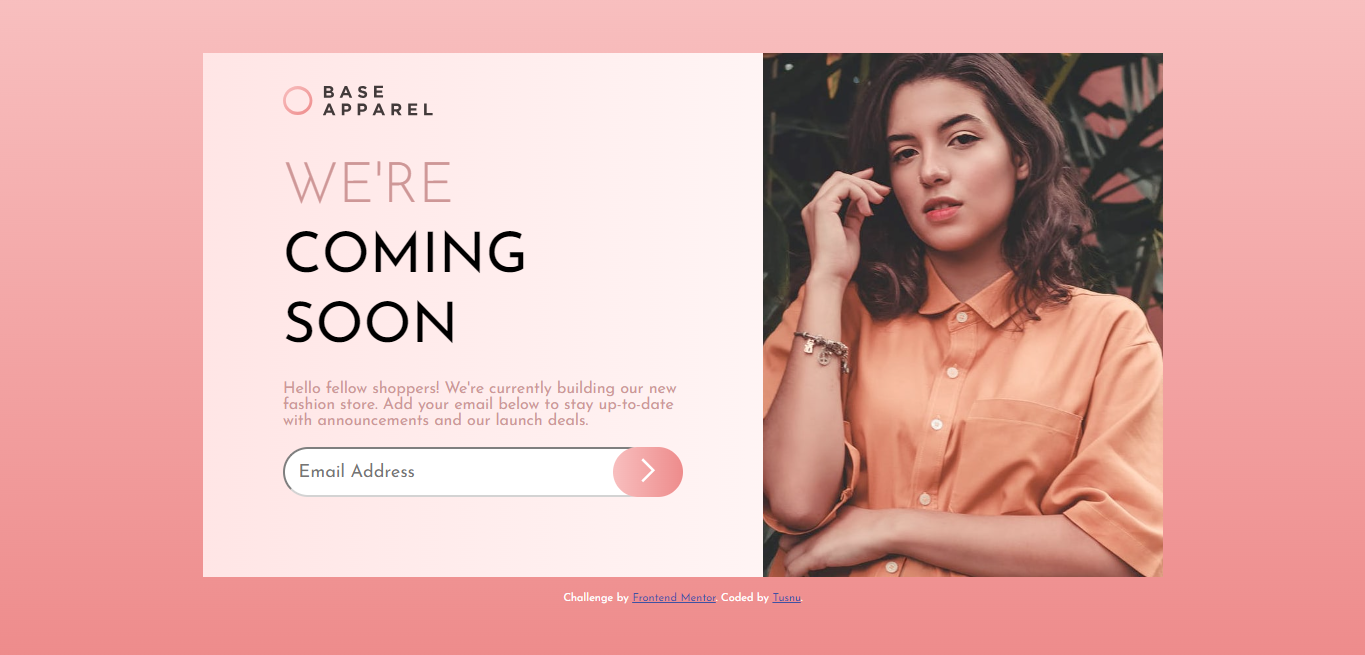 BASE
APPAREL
WE'RE
COMING
SOON
Hello fellow shoppers! We're currently building our new
fashion store. Add your email below to stay up-to-date
with announcements and our launch deals.
Email Address
Challenge by Frontend Mentor. Coded by Tusnu.